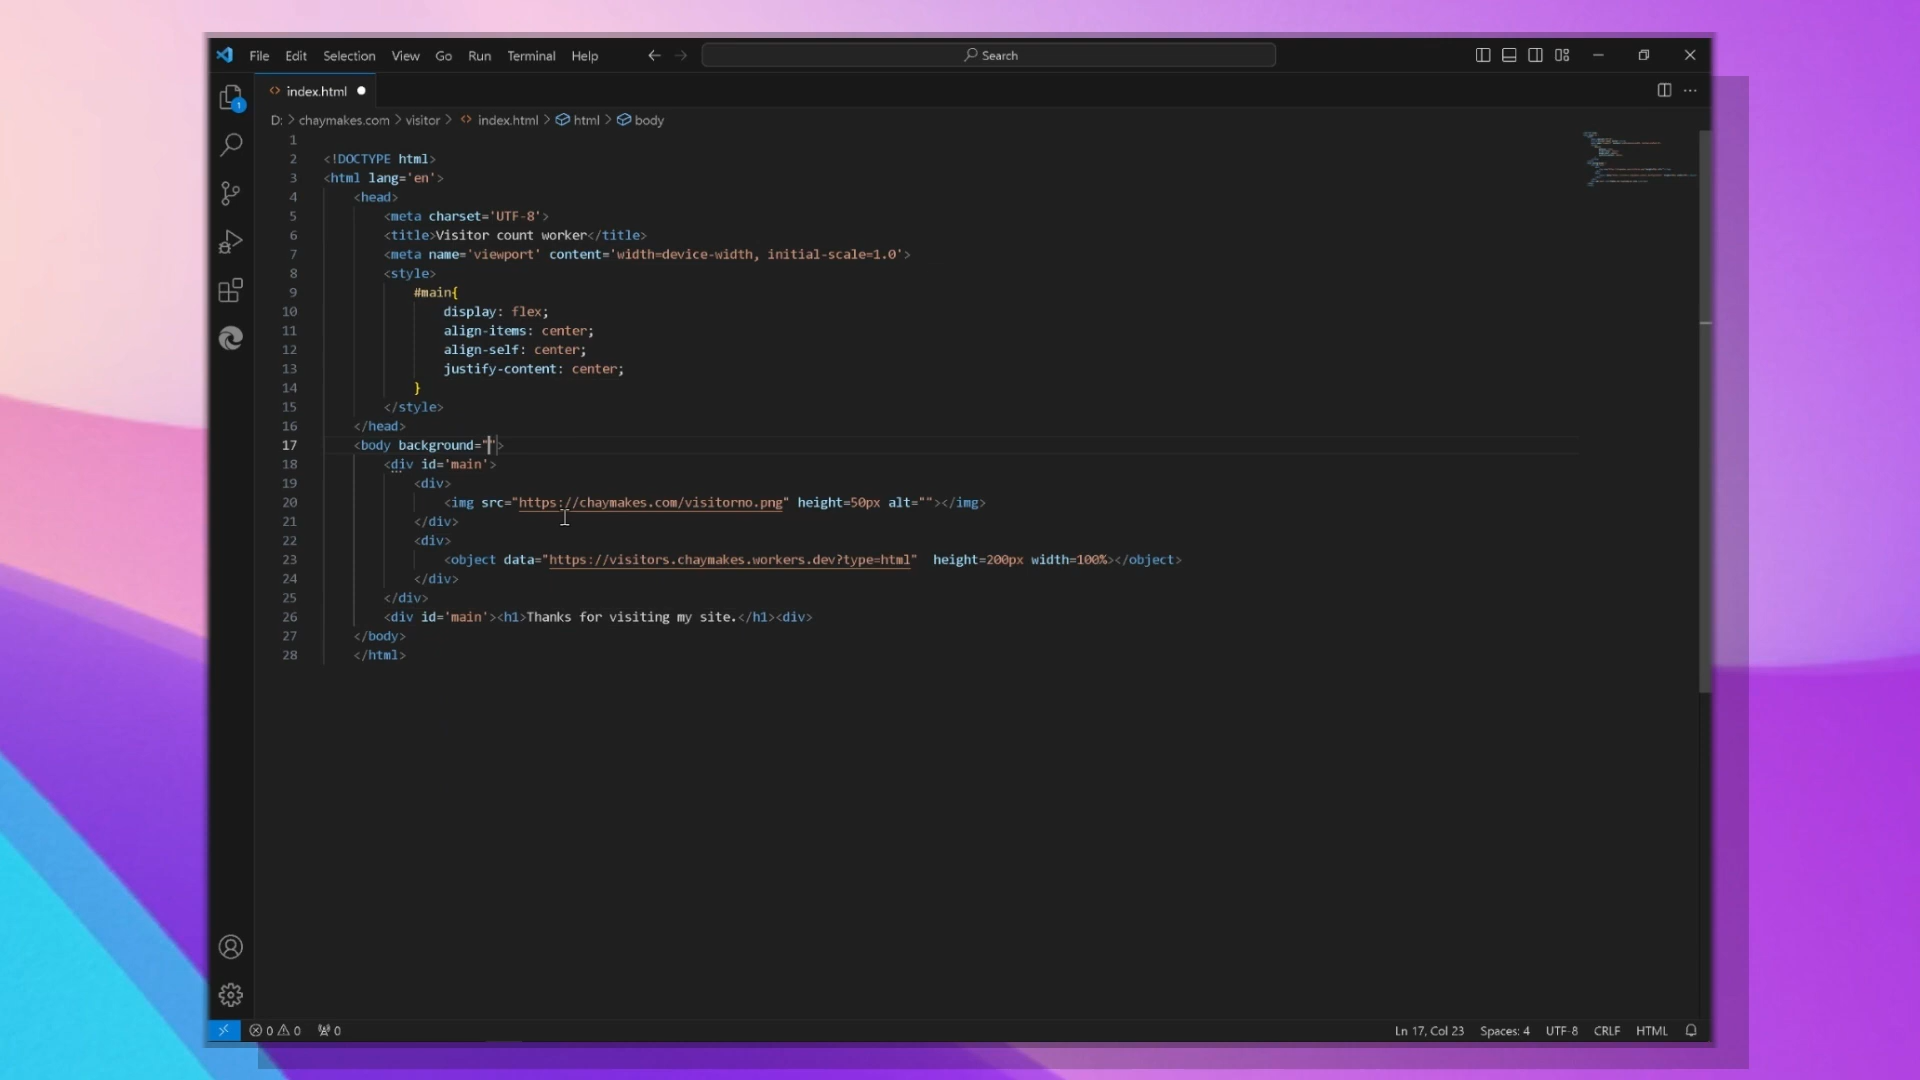 File Edit Selection View Go Run Terminal Help Search
index.html
1
D: > chaymakes.com > visitor > index.html > html > body
1
2 <!DOCTYPE html>
3 <html lang='en'>
4 <head>
5 <meta charset='UTF-8'>
6 <title>Visitor count worker</title>
7 <meta name='viewport' content='width=device-width, initial-scale=1.0'>
8 <style>
9 #main{
10 display: flex;
11 align-items: center;
12 align-self: center;
13 justify-content: center;
14 }
15 </style>
16 </head>
17 <body background="">
18 <div id='main'>
19 <div>
20 <img src="https://chaymakes.com/visitorno.png" height=50px alt=""></img>
21 </div>
22 <div>
23 <object data="https://visitors.chaymakes.workers.dev?type=html"  height=200px width=100%></object>
24 </div>
25 </div>
26 <div id='main'><h1>Thanks for visiting my site.</h1><div>
27 </body>
28 </html>
0 0 0 Ln 17, Col 23 Spaces: 4 UTF-8 CRLF HTML